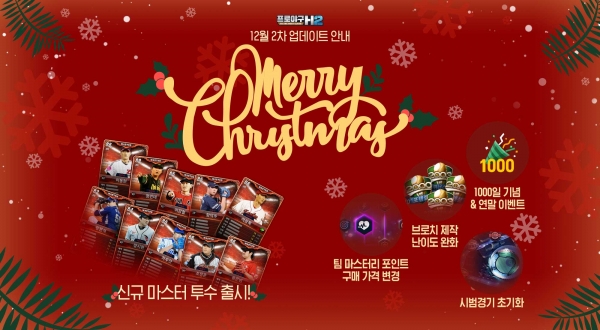 프로야구 H2
12월 2차 업데이트 안내
Merry
Christmas
1000
1000일 기념
& 연말 이벤트
브로치 제작
난이도 완화
팀 마스터리 포인트
구매 가격 변경
시범경기 초기화
신규 마스터 투수 출시!